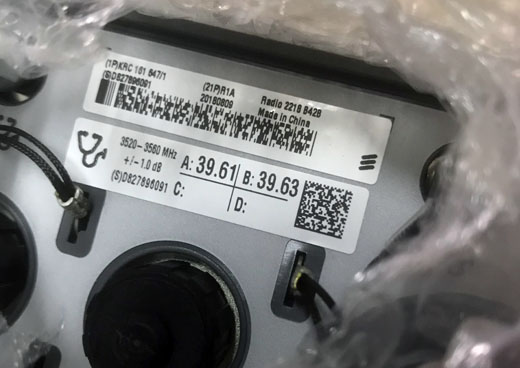 (1P)KRC 161 647/1
(S)D827896091
(21P)R1A
20180809
Radio 2218 B42B
Made in China
3520-3560 MHz
+/- 1.0 dB
(S)D827896091
A: 39.61
B: 39.63
C:
D: